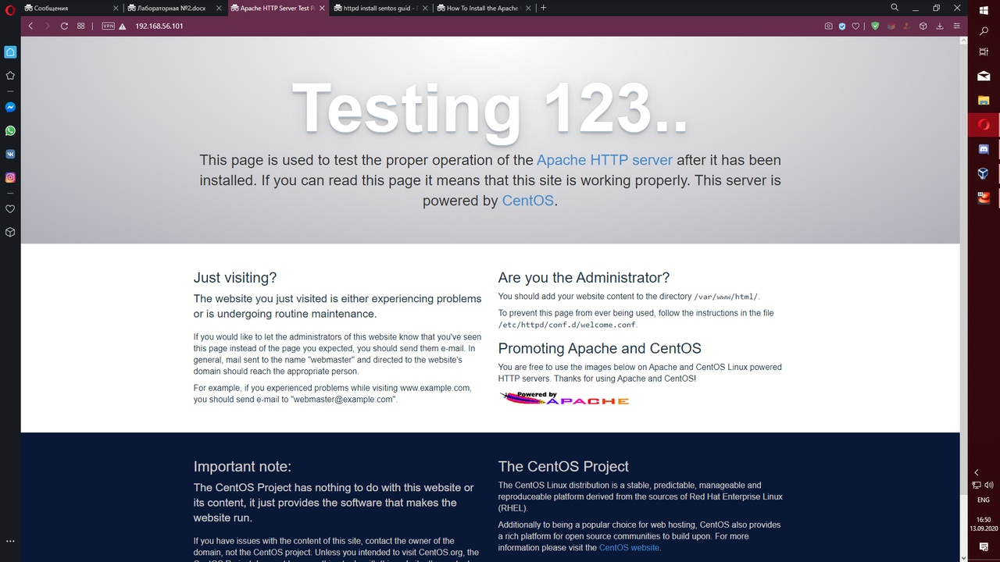 Сообщения
Лабораторная №2.docx
Apache HTTP Server Test P
httpd install sentos guid -
How To Install the Apache
VPN
192.168.56.101
Testing 123..
This page is used to test the proper operation of the Apache HTTP server after it has been
installed. If you can read this page it means that this site is working properly. This server is
powered by CentOS.
Just visiting?
The website you just visited is either experiencing problems
or is undergoing routine maintenance.
If you would like to let the administrators of this website know that you've seen
this page instead of the page you expected, you should send them e-mail. In
general, mail sent to the name "webmaster" and directed to the website's
domain should reach the appropriate person.
For example, if you experienced problems while visiting www.example.com,
you should send e-mail to "webmaster@example.com".
Are you the Administrator?
You should add your website content to the directory /var/www/html/.
To prevent this page from ever being used, follow the instructions in the file
/etc/httpd/conf.d/welcome.conf.
Promoting Apache and CentOS
You are free to use the images below on Apache and CentOS Linux powered
HTTP servers. Thanks for using Apache and CentOS!
Powered by
APACHE
Important note:
The CentOS Project has nothing to do with this website or
its content, it just provides the software that makes the
website run.
If you have issues with the content of this site, contact the owner of the
domain, not the CentOS project. Unless you intended to visit CentOS.org, the
The CentOS Project
The CentOS Linux distribution is a stable, predictable, manageable and
reproduceable platform derived from the sources of Red Hat Enterprise Linux
(RHEL).
Additionally to being a popular choice for web hosting, CentOS also provides
a rich platform for open source communities to build upon. For more
information please visit the CentOS website.
ENG
16:50
13.09.2020